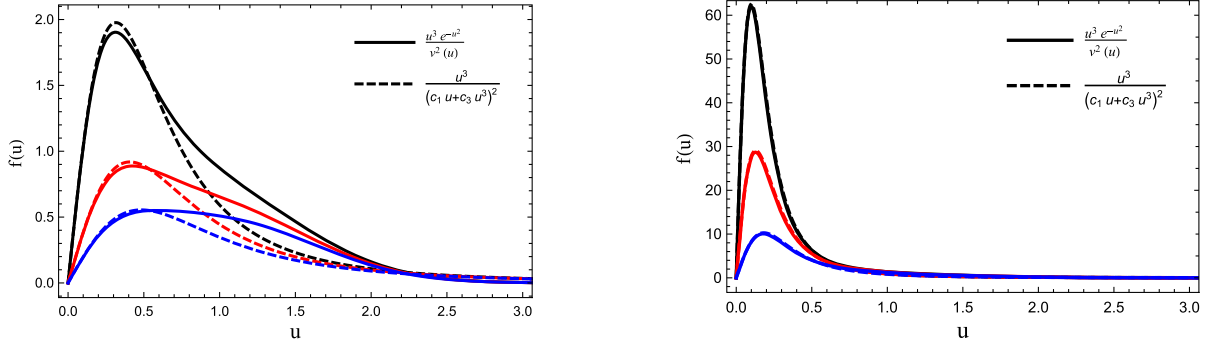 2.0
1.5
1.0
0.5
0.0
f(u)
0.0 0.5 1.0 1.5 2.0 2.5 3.0
u
u³ e^{-u²} / ν² (u)
u³ / (c₁ u+c₃ u³)²
60
50
40
30
20
10
0
f(u)
0.0 0.5 1.0 1.5 2.0 2.5 3.0
u
u³ e^{-u²} / ν² (u)
u³ / (c₁ u+c₃ u³)²